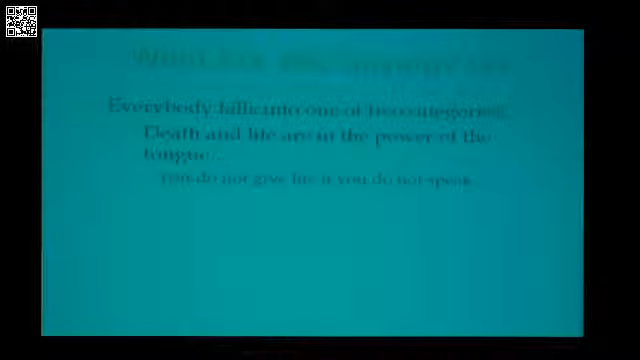 Everybody falls into one of two categories.
Death and life are in the power of the
tongue...
You do not give life if you do not speak